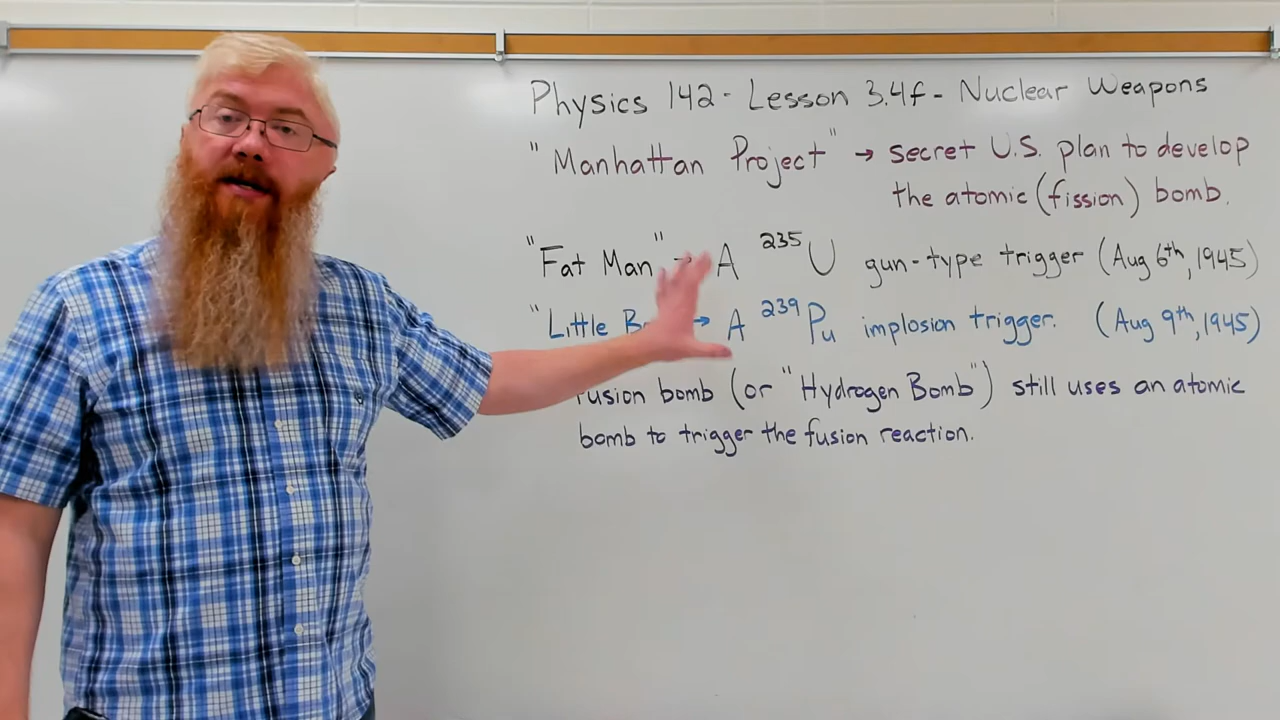 Physics 142 - Lesson 3.4f - Nuclear Weapons
"Manhattan Project" → secret U.S. plan to develop
the atomic (fission) bomb.
"Fat Man" → A ²³⁵U gun-type trigger (Aug 6th, 1945)
"Little → A ²³⁹Pu implosion trigger. (Aug 9th, 1945)
fusion bomb (or "Hydrogen Bomb") still uses an atomic
bomb to trigger the fusion reaction.